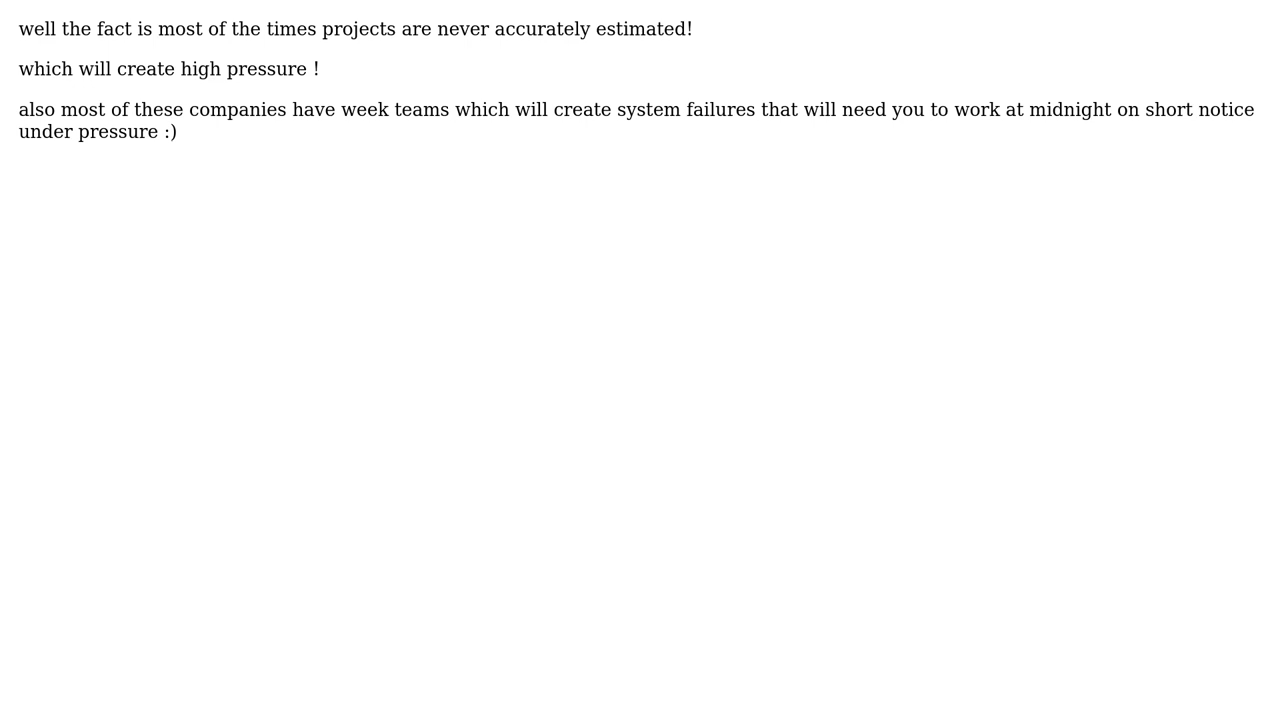 well the fact is most of the times projects are never accurately estimated!
which will create high pressure !
also most of these companies have week teams which will create system failures that will need you to work at midnight on short notice
under pressure :)